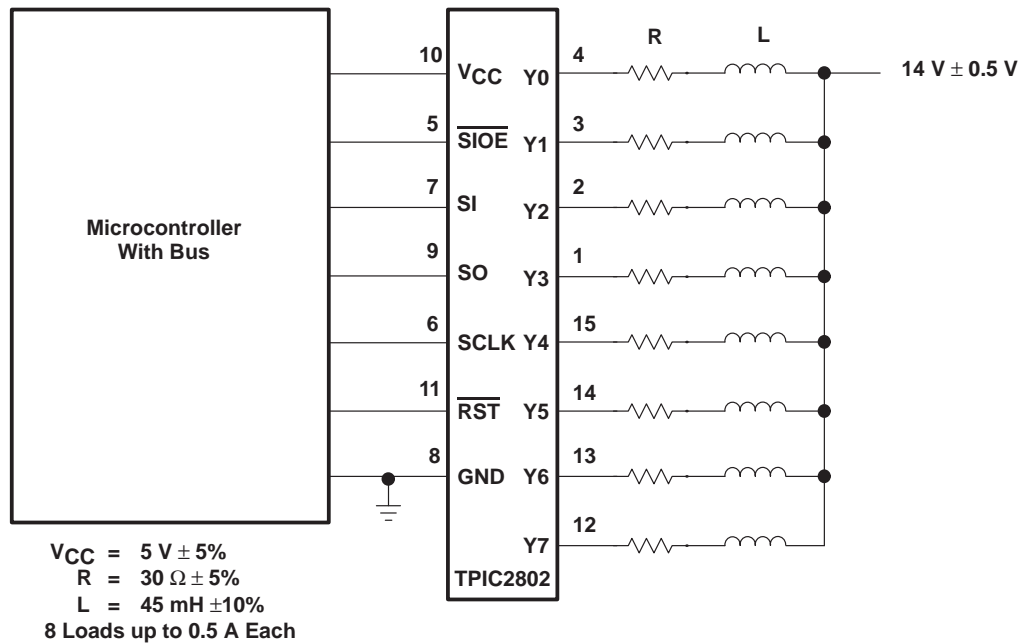 R L
10 VCC Y0 4 14 V ± 0.5 V
5 SIOE Y1 3
7 SI Y2 2
Microcontroller
With Bus
9 SO Y3 1
6 SCLK Y4 15
11 RST Y5 14
8 GND Y6 13
Y7 12
TPIC2802
VCC = 5 V ± 5%
R = 30 Ω ± 5%
L = 45 mH ±10%
8 Loads up to 0.5 A Each